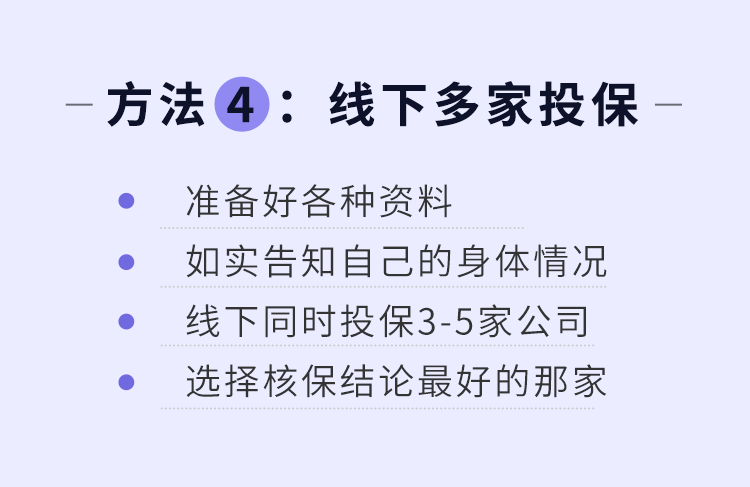 方法4：线下多家投保
准备好各种资料
如实告知自己的身体情况
线下同时投保3-5家公司
选择核保结论最好的那家